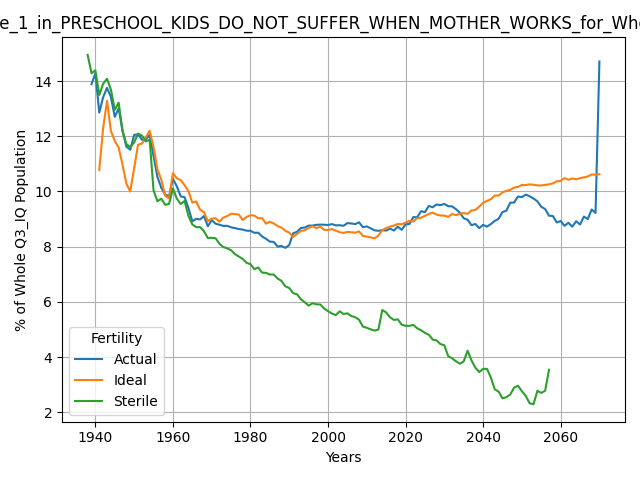 e_1_in_PRESCHOOL_KIDS_DO_NOT_SUFFER_WHEN_MOTHER_WORKS_for_Who
% of Whole Q3_IQ Population
14
12
10
8
6
4
2
Fertility
Actual
Ideal
Sterile
1940 1960 1980 2000 2020 2040 2060
Years